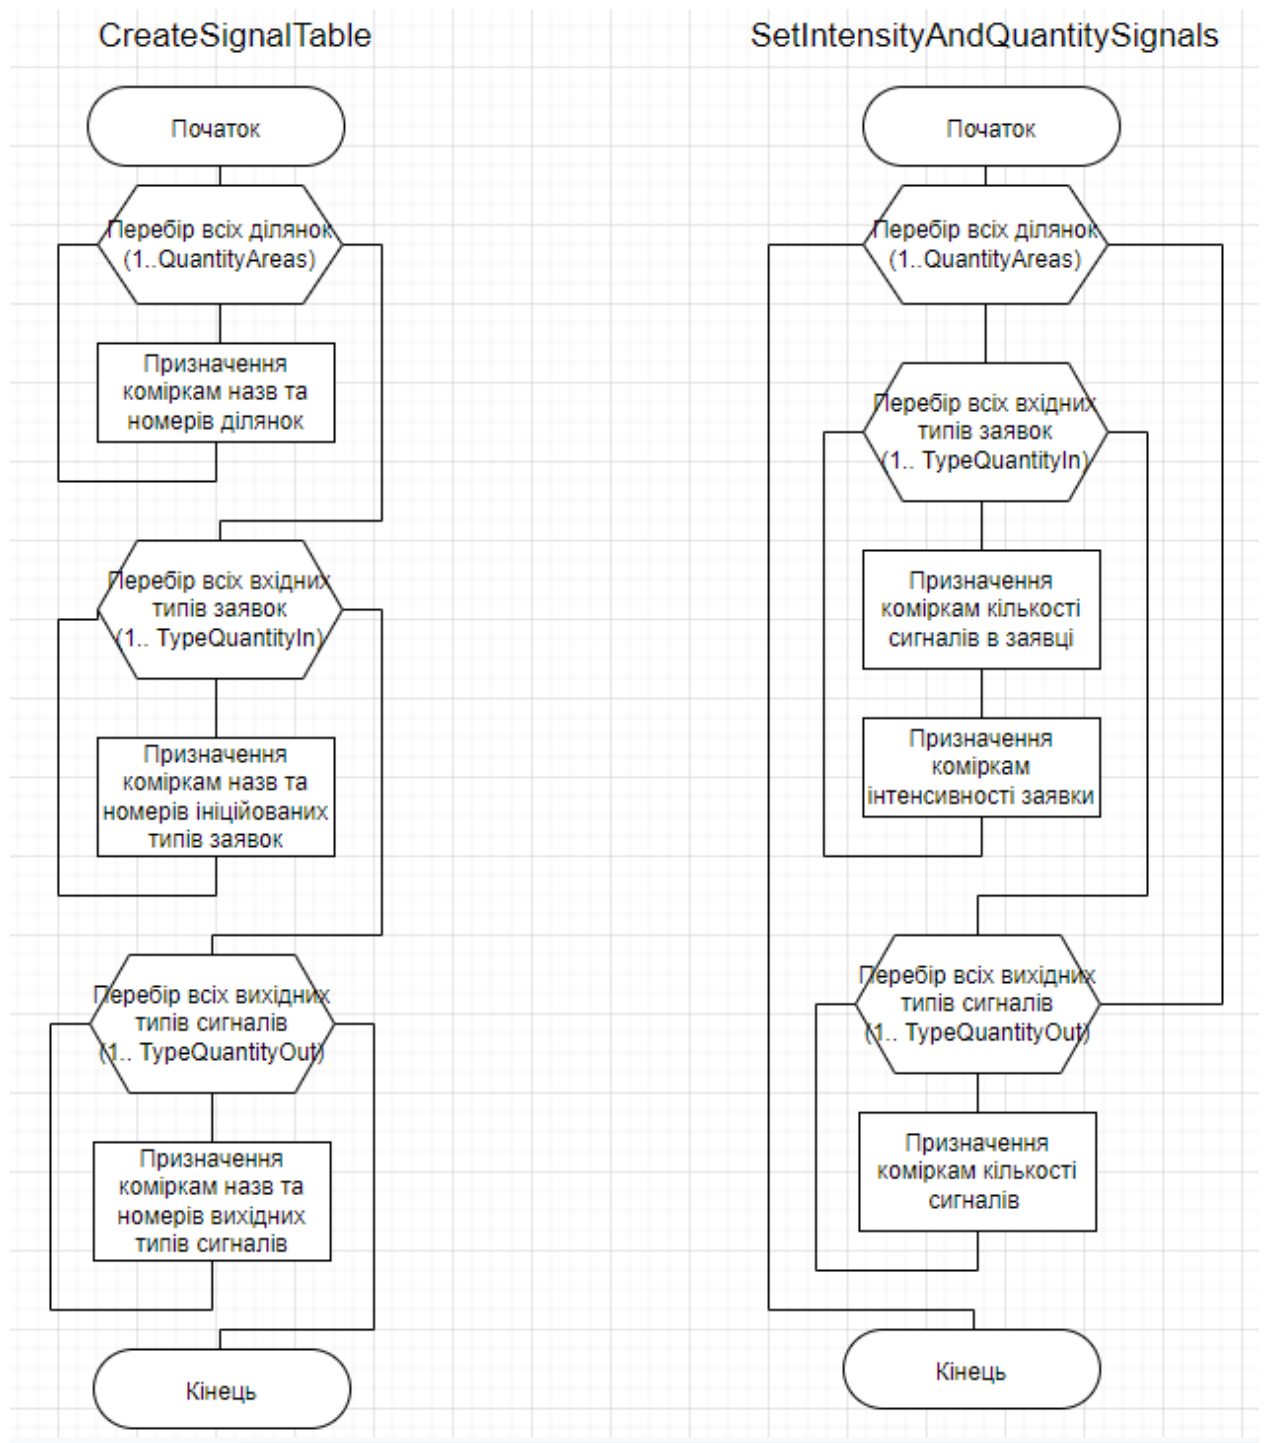 CreateSignalTable
Початок
Перебір всіх ділянок
(1..QuantityAreas)
Призначення
коміркам назв та
номерів ділянок
Перебір всіх вхідних
типів заявок
(1.. TypeQuantityIn)
Призначення
коміркам назв та
номерів ініційованих
типів заявок
Перебір всіх вихідних
типів сигналів
(1.. TypeQuantityOut)
Призначення
коміркам назв та
номерів вихідних
типів сигналів
Кінець
SetIntensityAndQuantitySignals
Початок
Перебір всіх ділянок
(1..QuantityAreas)
Перебір всіх вхідних
типів заявок
(1.. TypeQuantityIn)
Призначення
коміркам кількості
сигналів в заявці
Призначення
коміркам
інтенсивності заявки
Перебір всіх вихідних
типів сигналів
(1.. TypeQuantityOut)
Призначення
коміркам кількості
сигналів
Кінець